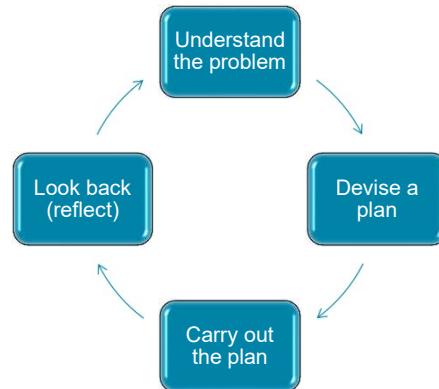 Understand
the problem
Devise a
plan
Carry out
the plan
Look back
(reflect)